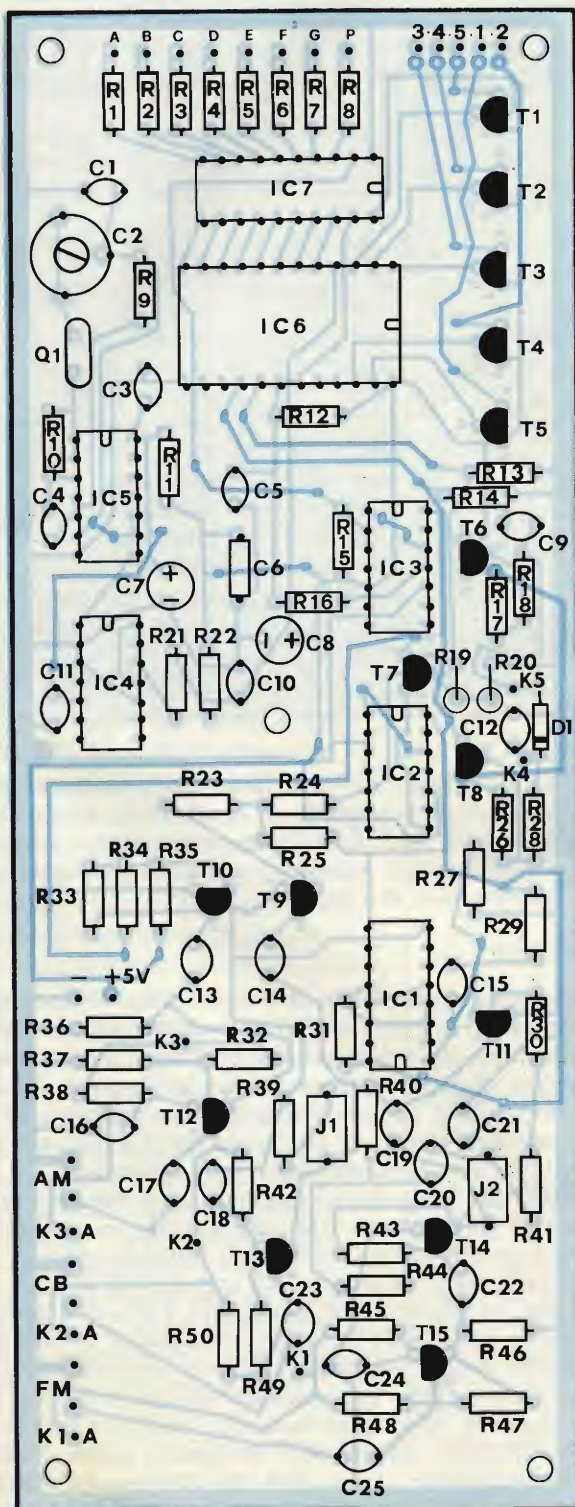 A B C D E F G P 3·4·5·1·2
R1 R2 R3 R4 R5 R6 R7 R8
T1
C1 IC7
T2
C2
R9 T3
IC6
Q1 T4
C3
R12 T5
R10 R11 R13
C4 IC5 C5 R14
R15 T6 C9
C7 C6 IC3
R16 R17 R18
R21 R22 C8
C11 IC4 C10 T7 R19 R20
K5
C12 D1
IC2
R23 R24 T8 K4
R25 R26 R28
R33 R34 R35 T10 T9 R27
R29
- +5V C13 C14 IC1 C15
R36 K3 R32 R31 T11 R30
R37
R38 R39 R40
C16 T12 J1 C21
C19
AM C17 C18 R42 C20 J2
K3·A K2 R43 T14 R41
T13 R44
CB C23 C22
R45
K2·A R50 R49 K1 T15 R46
C24
FM
R48 R47
K1·A
C25